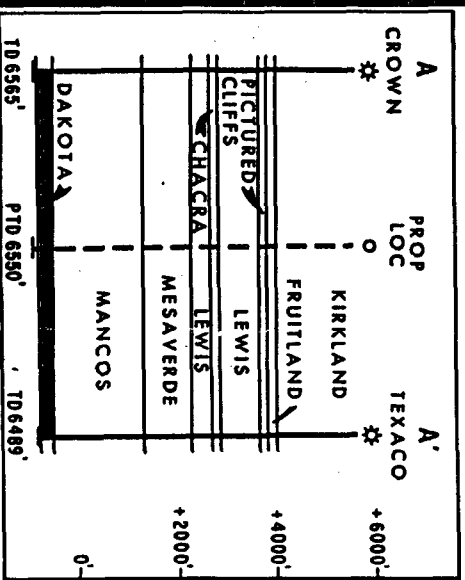 A
CROWN
PROP
LOC
A'
TEXACO
+6000'
KIRKLAND
FRUITLAND
+4000'
PICTURED
CLIFFS
LEWIS
CHACRA
LEWIS
+2000'
MESAVERDE
MANCOS
DAKOTA
0'
TD 6565'
PTD 6550'
TD 6489'